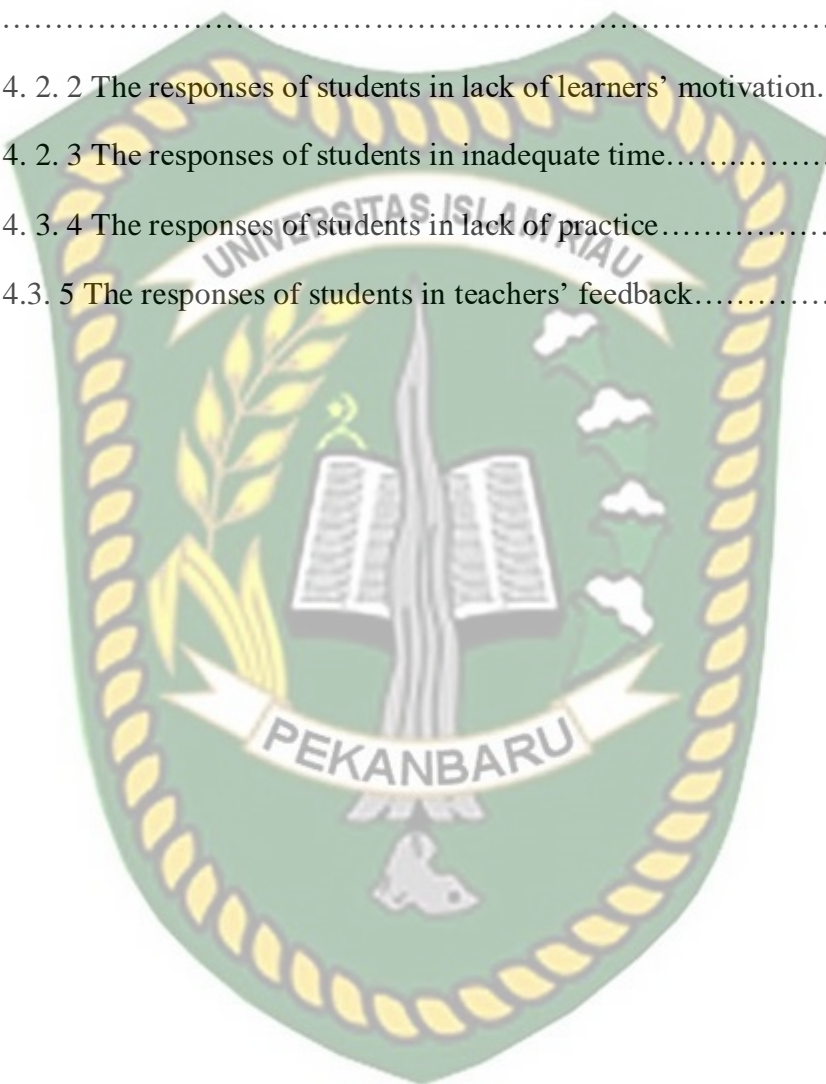 ……………………………………………………………………
4. 2. 2 The responses of students in lack of learners’ motivation.
4. 2. 3 The responses of students in inadequate time……………
4. 3. 4 The responses of students in lack of practice………………
4.3. 5 The responses of students in teachers’ feedback…………
UNIVERSITAS ISLAM RIAU
PEKANBARU